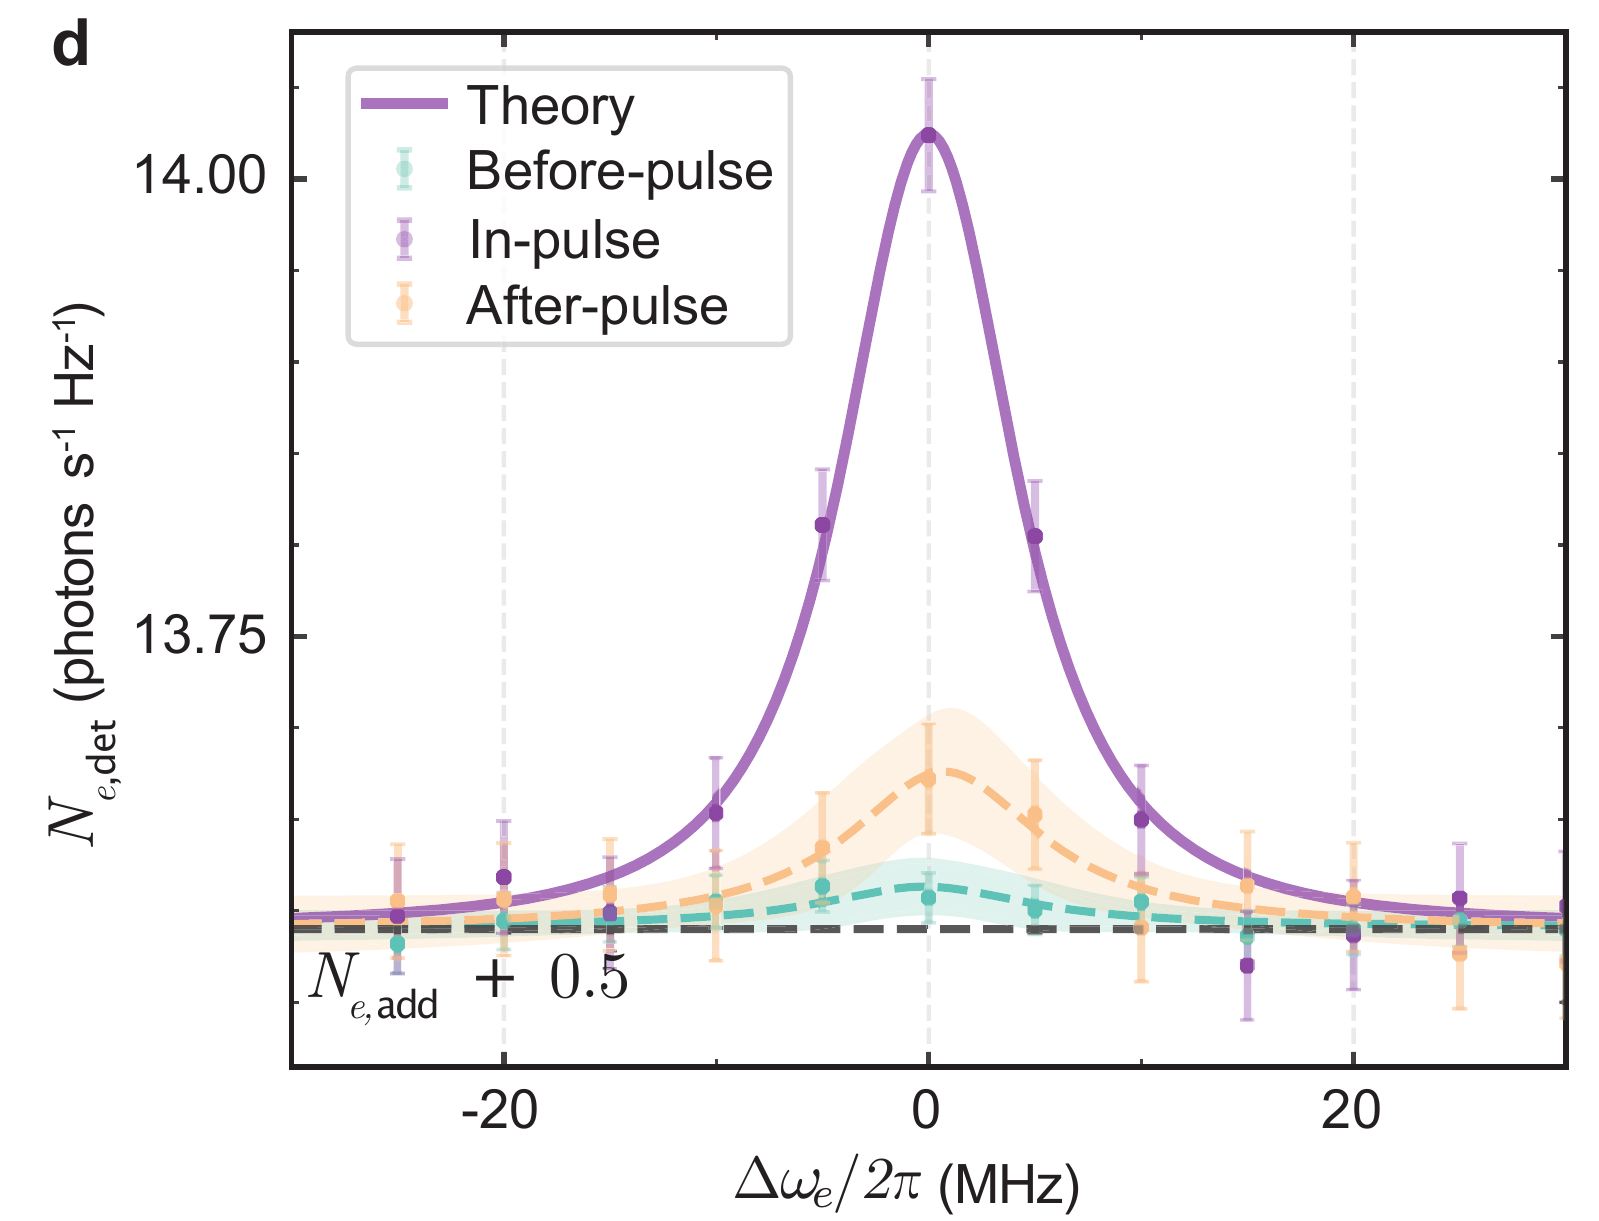 d
Theory
Before-pulse
In-pulse
After-pulse
14.00
13.75
N_e,det (photons s⁻¹ Hz⁻¹)
N_e,add + 0.5
-20 0 20
Δω_e/2π (MHz)